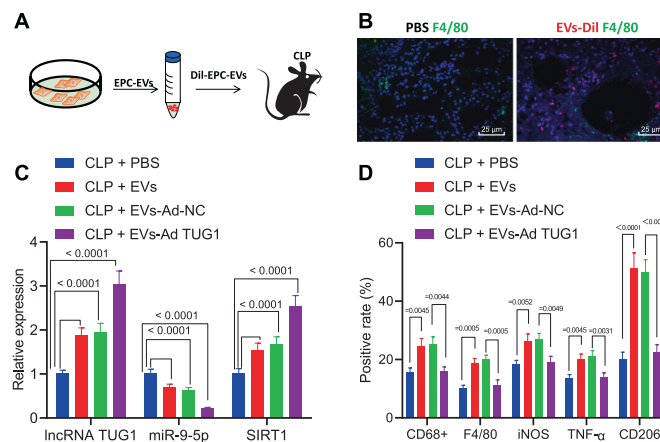 A
EPC-EVs
Dil-EPC-EVs
CLP
B
PBS F4/80
EVs-Dil F4/80
25 μm
25 μm
C
CLP + PBS
CLP + EVs
CLP + EVs-Ad-NC
CLP + EVs-Ad TUG1
Relative expression
4
3
2
1
0
< 0.0001
< 0.0001
< 0.0001
< 0.0001
< 0.0001
< 0.0001
lncRNA TUG1
miR-9-5p
SIRT1
D
CLP + PBS
CLP + EVs
CLP + EVs-Ad-NC
CLP + EVs-Ad TUG1
Positive rate (%)
60
40
20
0
=0.0045
=0.0044
=0.0005
=0.0005
=0.0052
=0.0049
=0.0045
=0.0031
<0.0001
CD68+
F4/80
iNOS
TNF-α
CD206